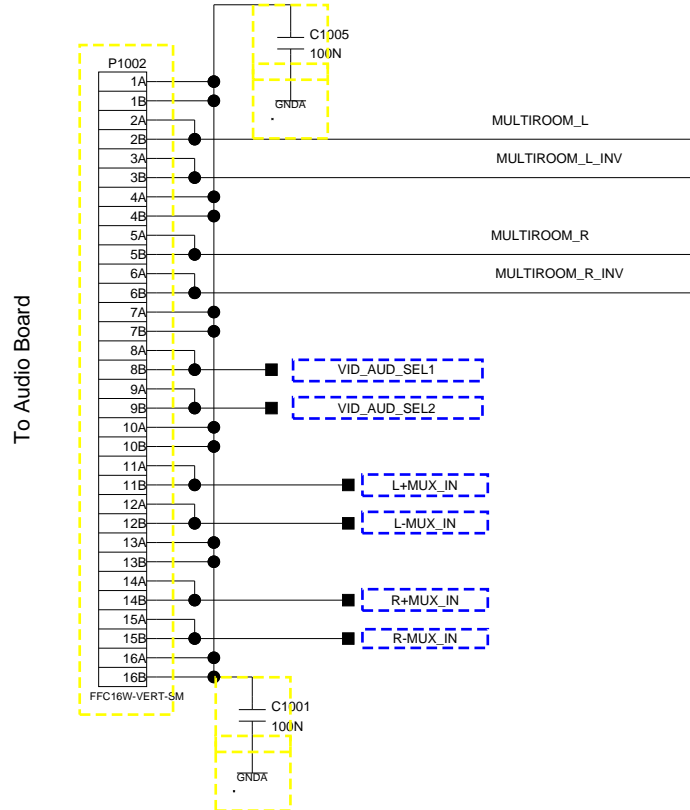 C1005
100N
P1002
1A
1B
GNDA
2A
MULTIROOM_L
2B
3A
MULTIROOM_L_INV
3B
4A
4B
5A
MULTIROOM_R
5B
6A
MULTIROOM_R_INV
6B
7A
7B
8A
8B
VID_AUD_SEL1
9A
9B
VID_AUD_SEL2
To Audio Board
10A
10B
11A
11B
L+MUX_IN
12A
12B
L-MUX_IN
13A
13B
14A
14B
R+MUX_IN
15A
15B
R-MUX_IN
16A
16B
FFC16W-VERT-SM
C1001
100N
GNDA